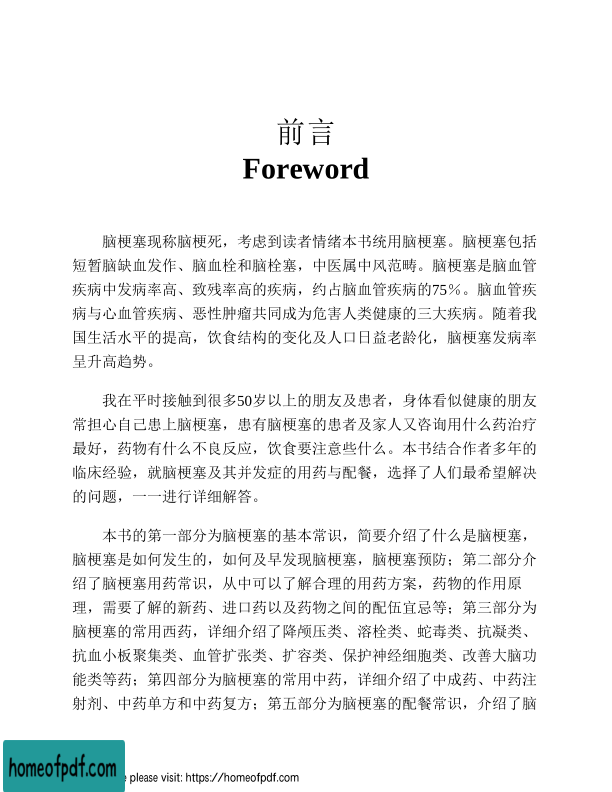 前言
Foreword
脑梗塞现称脑梗死，考虑到读者情绪本书统用脑梗塞。脑梗塞包括
短暂脑缺血发作、脑血栓和脑栓塞，中医属中风范畴。脑梗塞是脑血管
疾病中发病率高、致残率高的疾病，约占脑血管疾病的75％。脑血管疾
病与心血管疾病、恶性肿瘤共同成为危害人类健康的三大疾病。随着我
国生活水平的提高，饮食结构的变化及人口日益老龄化，脑梗塞发病率
呈升高趋势。
我在平时接触到很多50岁以上的朋友及患者，身体看似健康的朋友
常担心自己患上脑梗塞，患有脑梗塞的患者及家人又咨询用什么药治疗
最好，药物有什么不良反应，饮食要注意些什么。本书结合作者多年的
临床经验，就脑梗塞及其并发症的用药与配餐，选择了人们最希望解决
的问题，一一进行详细解答。
本书的第一部分为脑梗塞的基本常识，简要介绍了什么是脑梗塞，
脑梗塞是如何发生的，如何及早发现脑梗塞，脑梗塞预防；第二部分介
绍了脑梗塞用药常识，从中可以了解合理的用药方案，药物的作用原
理，需要了解的新药、进口药以及药物之间的配伍宜忌等；第三部分为
脑梗塞的常用西药，详细介绍了降颅压类、溶栓类、蛇毒类、抗凝类、
抗血小板聚集类、血管扩张类、扩容类、保护神经细胞类、改善大脑功
能类等药；第四部分为脑梗塞的常用中药，详细介绍了中成药、中药注
射剂、中药单方和中药复方；第五部分为脑梗塞的配餐常识，介绍了脑
homeofpdf.com
please visit: https://homeofpdf.com